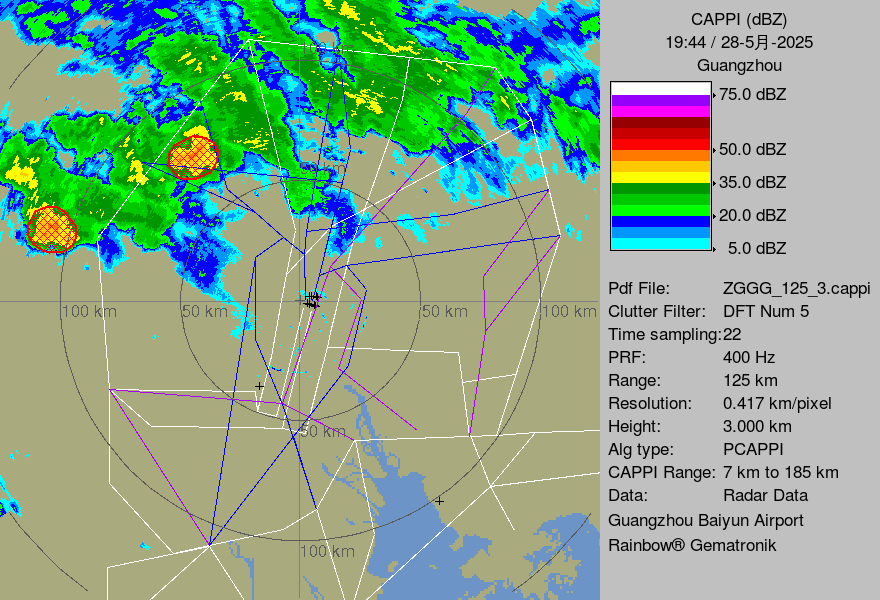 CAPPI (dBZ)
19:44 / 28-5月-2025
Guangzhou
75.0 dBZ
50.0 dBZ
35.0 dBZ
20.0 dBZ
5.0 dBZ
Pdf File: ZGGG_125_3.cappi
Clutter Filter: DFT Num 5
Time sampling:22
PRF: 400 Hz
Range: 125 km
Resolution: 0.417 km/pixel
Height: 3.000 km
Alg type: PCAPPI
CAPPI Range: 7 km to 185 km
Data: Radar Data
Guangzhou Baiyun Airport
Rainbow® Gematronik
100 km
50 km
50 km
100 km
50 km
100 km